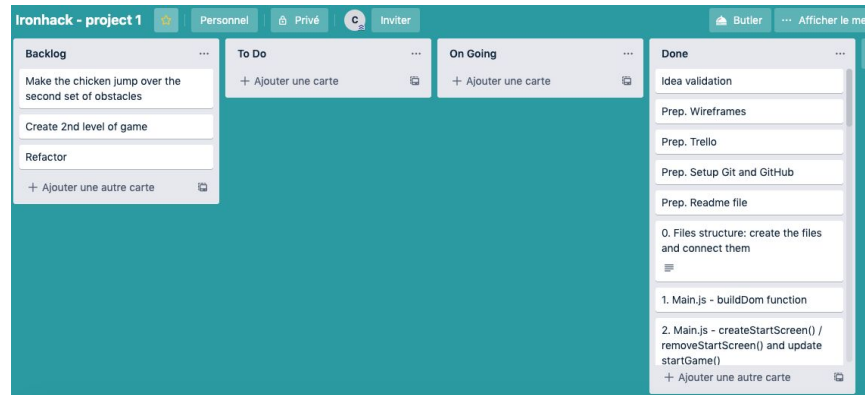 Ironhack - project 1
Personnel
Privé
C
Inviter
Butler
Afficher le me
Backlog
Make the chicken jump over the
second set of obstacles
Create 2nd level of game
Refactor
+ Ajouter une autre carte
To Do
+ Ajouter une carte
On Going
+ Ajouter une carte
Done
Idea validation
Prep. Wireframes
Prep. Trello
Prep. Setup Git and GitHub
Prep. Readme file
0. Files structure: create the files
and connect them
1. Main.js - buildDom function
2. Main.js - createStartScreen() /
removeStartScreen() and update
startGame()
+ Ajouter une autre carte